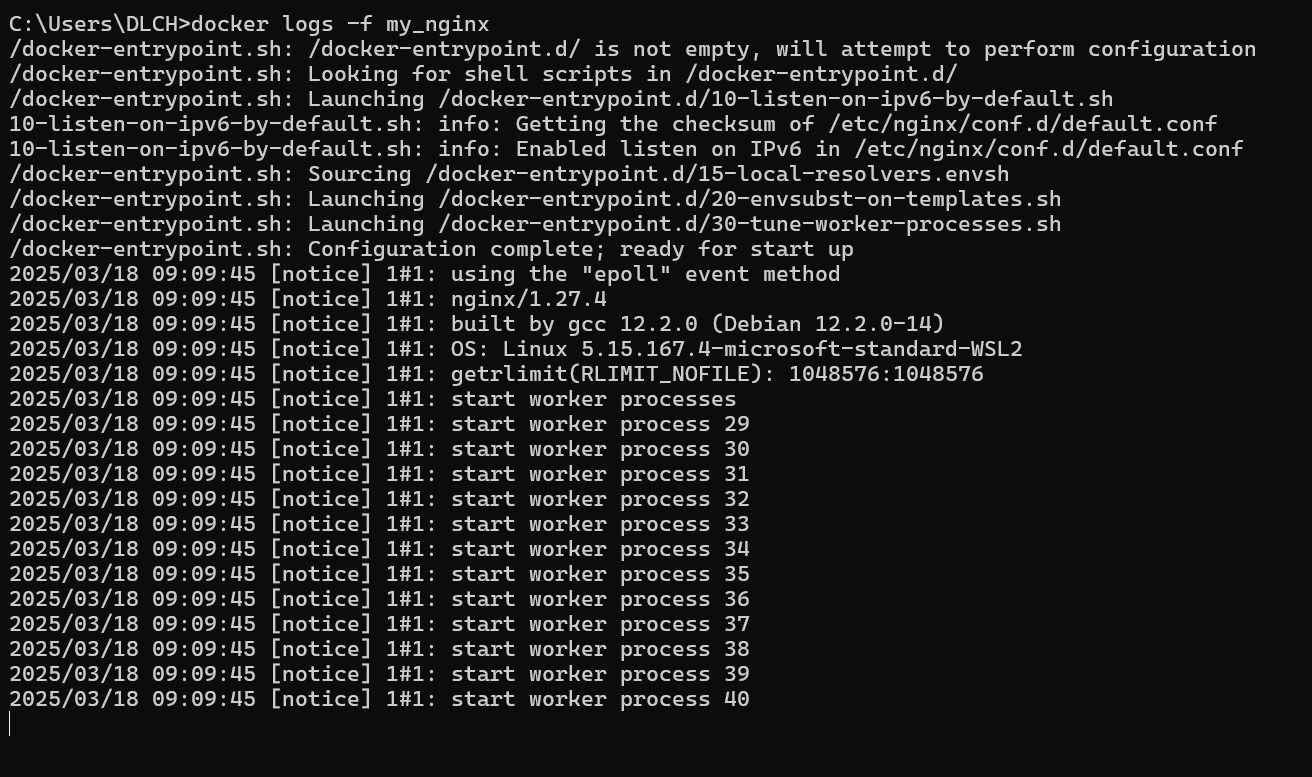 C:\Users\DLCH>docker logs -f my_nginx
/docker-entrypoint.sh: /docker-entrypoint.d/ is not empty, will attempt to perform configuration
/docker-entrypoint.sh: Looking for shell scripts in /docker-entrypoint.d/
/docker-entrypoint.sh: Launching /docker-entrypoint.d/10-listen-on-ipv6-by-default.sh
10-listen-on-ipv6-by-default.sh: info: Getting the checksum of /etc/nginx/conf.d/default.conf
10-listen-on-ipv6-by-default.sh: info: Enabled listen on IPv6 in /etc/nginx/conf.d/default.conf
/docker-entrypoint.sh: Sourcing /docker-entrypoint.d/15-local-resolvers.envsh
/docker-entrypoint.sh: Launching /docker-entrypoint.d/20-envsubst-on-templates.sh
/docker-entrypoint.sh: Launching /docker-entrypoint.d/30-tune-worker-processes.sh
/docker-entrypoint.sh: Configuration complete; ready for start up
2025/03/18 09:09:45 [notice] 1#1: using the "epoll" event method
2025/03/18 09:09:45 [notice] 1#1: nginx/1.27.4
2025/03/18 09:09:45 [notice] 1#1: built by gcc 12.2.0 (Debian 12.2.0-14)
2025/03/18 09:09:45 [notice] 1#1: OS: Linux 5.15.167.4-microsoft-standard-WSL2
2025/03/18 09:09:45 [notice] 1#1: getrlimit(RLIMIT_NOFILE): 1048576:1048576
2025/03/18 09:09:45 [notice] 1#1: start worker processes
2025/03/18 09:09:45 [notice] 1#1: start worker process 29
2025/03/18 09:09:45 [notice] 1#1: start worker process 30
2025/03/18 09:09:45 [notice] 1#1: start worker process 31
2025/03/18 09:09:45 [notice] 1#1: start worker process 32
2025/03/18 09:09:45 [notice] 1#1: start worker process 33
2025/03/18 09:09:45 [notice] 1#1: start worker process 34
2025/03/18 09:09:45 [notice] 1#1: start worker process 35
2025/03/18 09:09:45 [notice] 1#1: start worker process 36
2025/03/18 09:09:45 [notice] 1#1: start worker process 37
2025/03/18 09:09:45 [notice] 1#1: start worker process 38
2025/03/18 09:09:45 [notice] 1#1: start worker process 39
2025/03/18 09:09:45 [notice] 1#1: start worker process 40